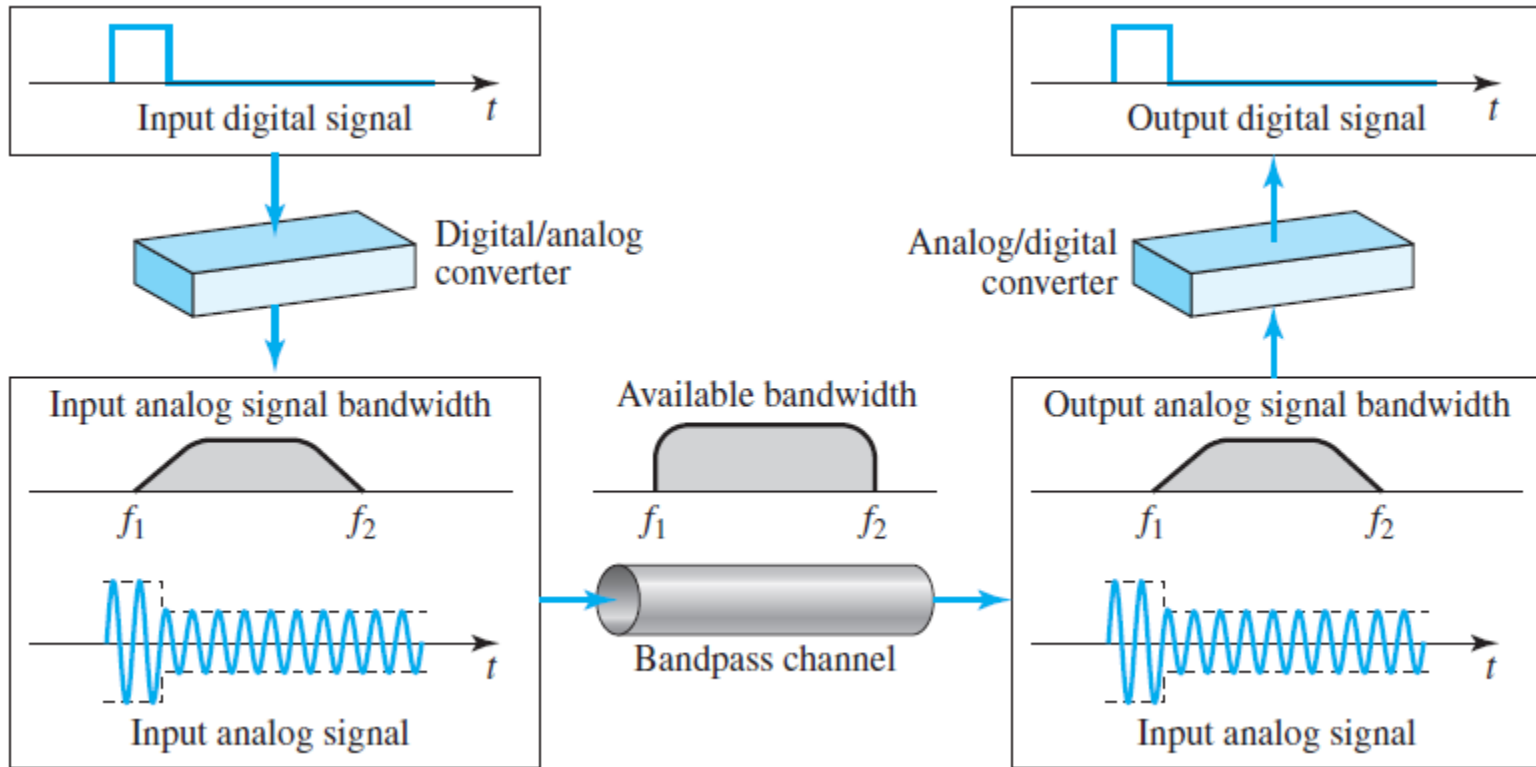 t
Input digital signal
t
Output digital signal
Digital/analog
converter
Analog/digital
converter
Input analog signal bandwidth
f1
f2
t
Input analog signal
Available bandwidth
f1
f2
Bandpass channel
Output analog signal bandwidth
f1
f2
t
Input analog signal